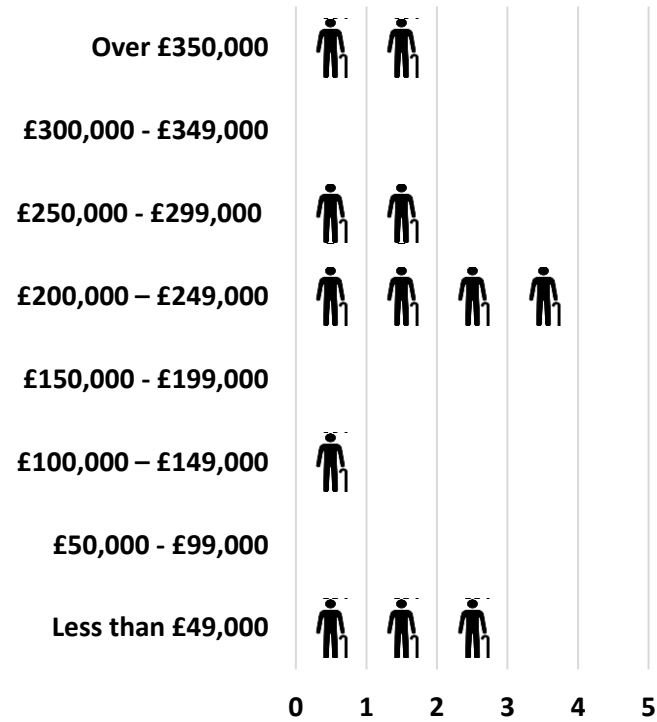 Over £350,000
£300,000 - £349,000
£250,000 - £299,000
£200,000 – £249,000
£150,000 - £199,000
£100,000 – £149,000
£50,000 - £99,000
Less than £49,000
0 1 2 3 4 5